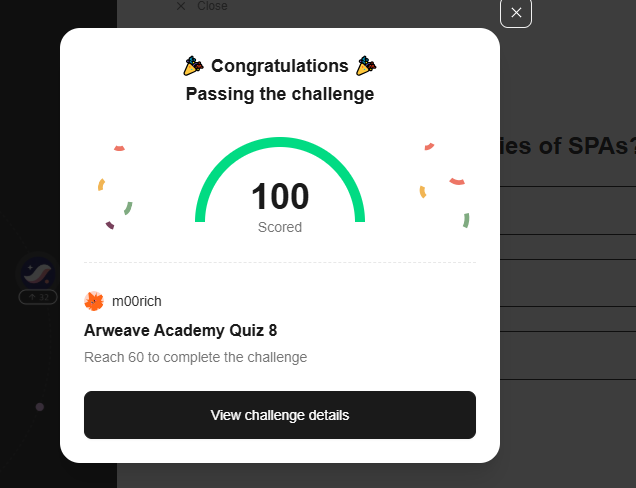 Close
Congratulations
Passing the challenge
ies of SPAs?
100
Scored
32
m00rich
Arweave Academy Quiz 8
Reach 60 to complete the challenge
View challenge details